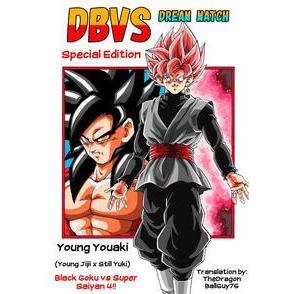 DBVS DREAM MATCH
Special Edition
Young Youaki
(Young Jiji x Still Yuki)
Black Goku vs Super
Saiyan 4!!
Translation by:
TheDragon
BallGuy76